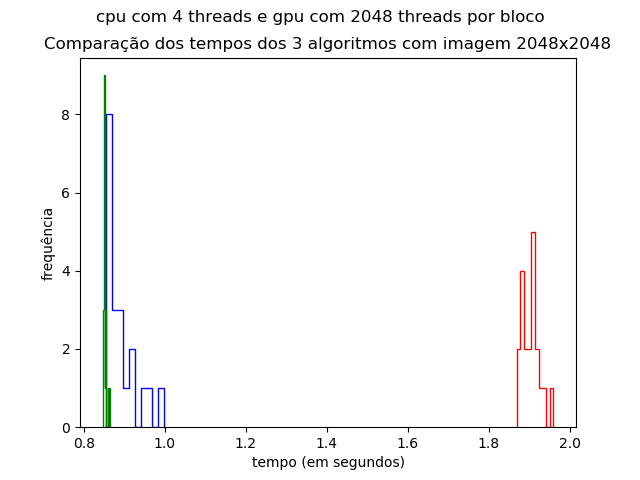 cpu com 4 threads e gpu com 2048 threads por bloco
Comparação dos tempos dos 3 algoritmos com imagem 2048x2048
8
6
4
2
0
frequência
0.8 1.0 1.2 1.4 1.6 1.8 2.0
tempo (em segundos)